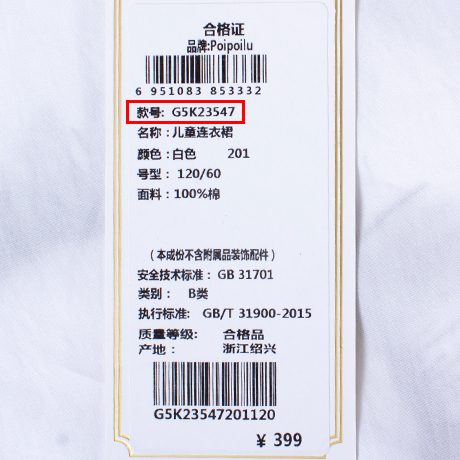 合格证
品牌:Poipoilu
6 951083 853332
款号: G5K23547
名称：儿童连衣裙
颜色：白色 201
号型： 120/60
面料：100%棉
（本成份不含附属品装饰配件）
安全技术标准： GB 31701
类别： B类
执行标准: GB/T 31900-2015
质量等级: 合格品
产地： 浙江绍兴
G5K23547201120
¥ 399